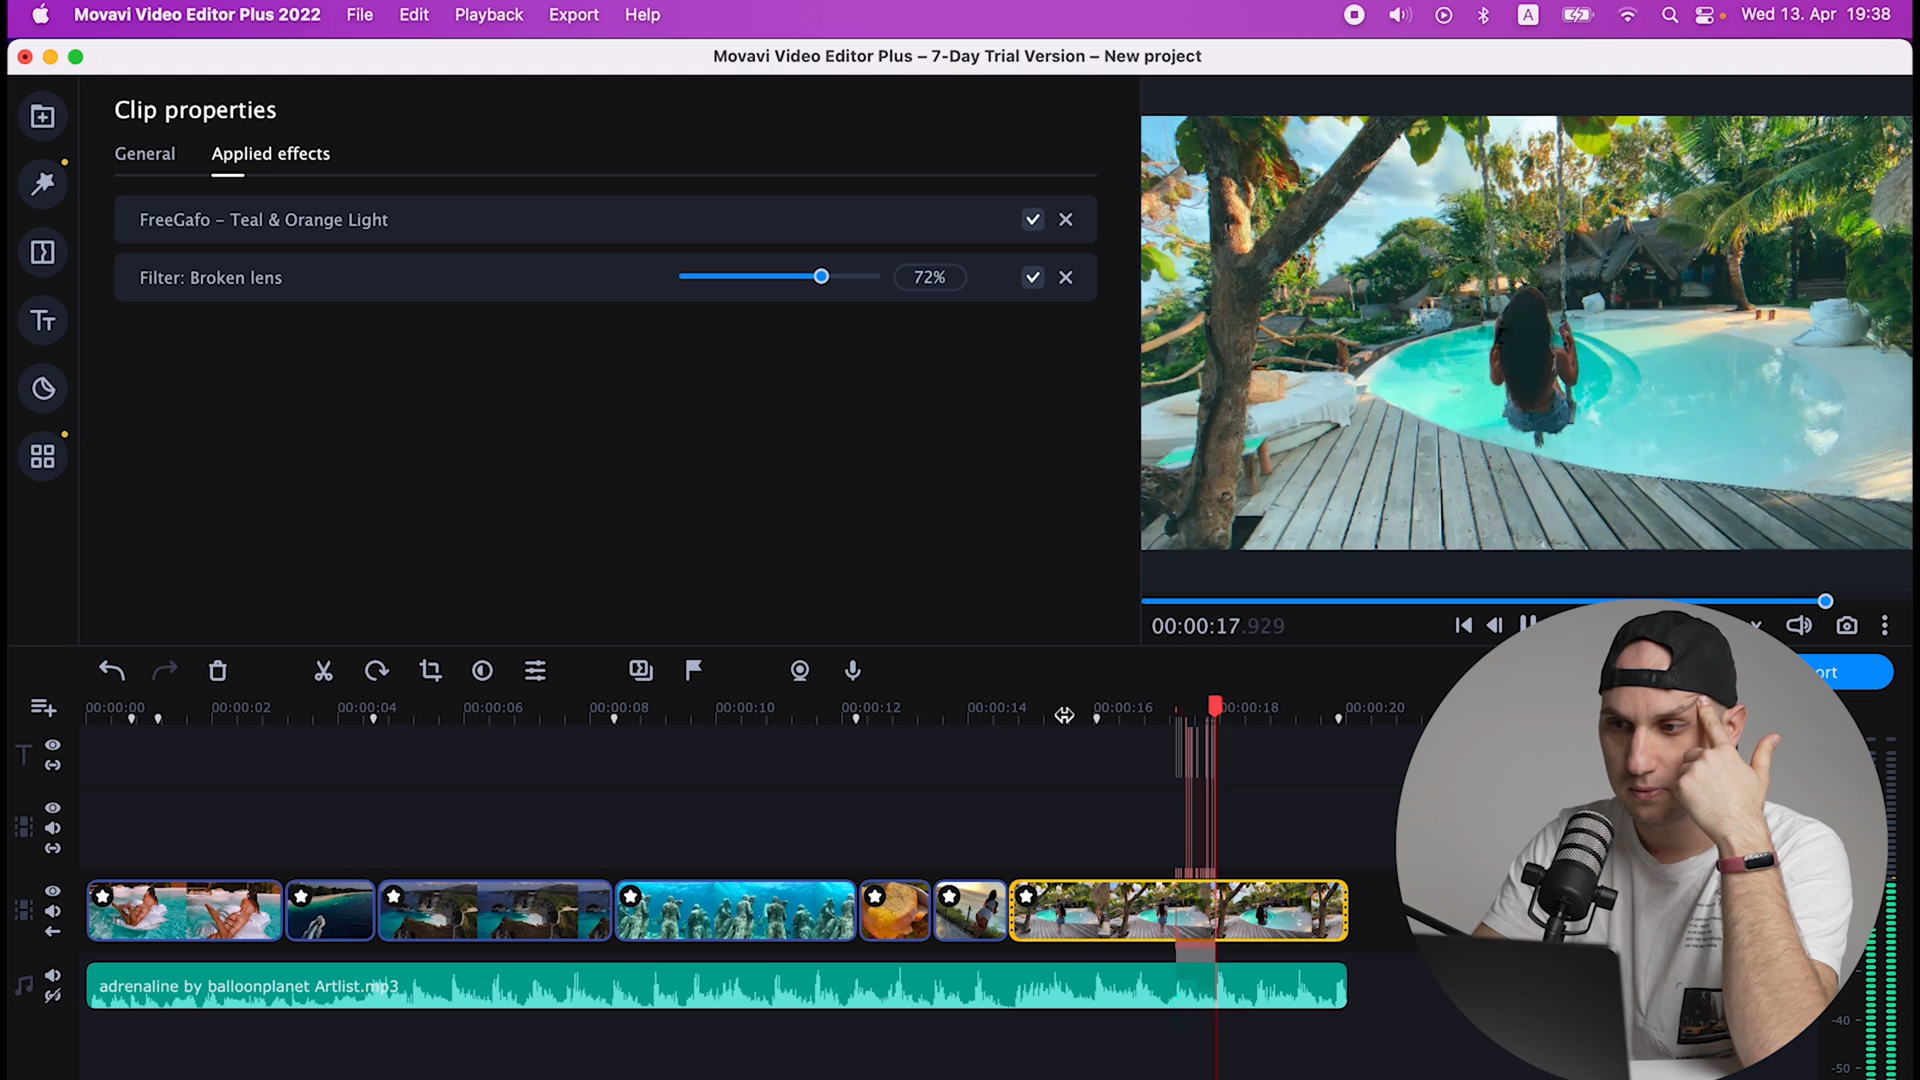 Movavi Video Editor Plus 2022 File Edit Playback Export Help A Wed 13. Apr 19:38
Movavi Video Editor Plus – 7-Day Trial Version – New project
Clip properties
General Applied effects
FreeGafo – Teal & Orange Light
Filter: Broken lens 72%
00:00:17.929
00:00:00 00:00:02 00:00:04 00:00:06 00:00:08 00:00:10 00:00:12 00:00:14 00:00:16 00:00:18 00:00:20
adrenaline by balloonplanet Artlist.mp3
-40
-50